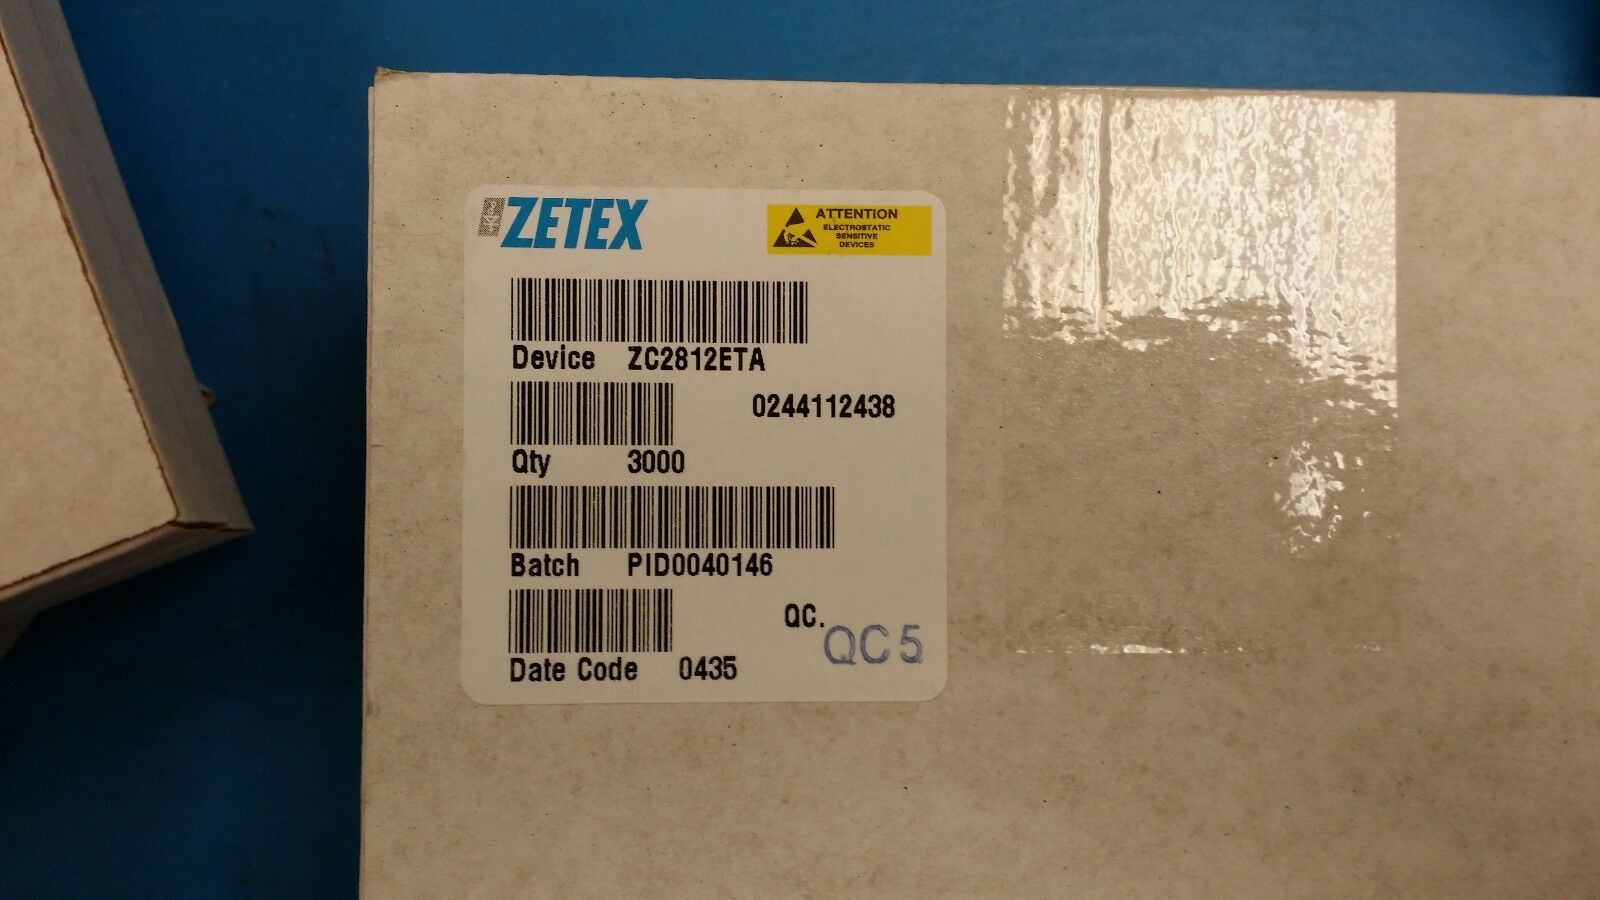 ZETEX
ATTENTION
ELECTROSTATIC
SENSITIVE
DEVICES
Device ZC2812ETA
0244112438
Qty 3000
Batch PID0040146
QC.
QC5
Date Code 0435